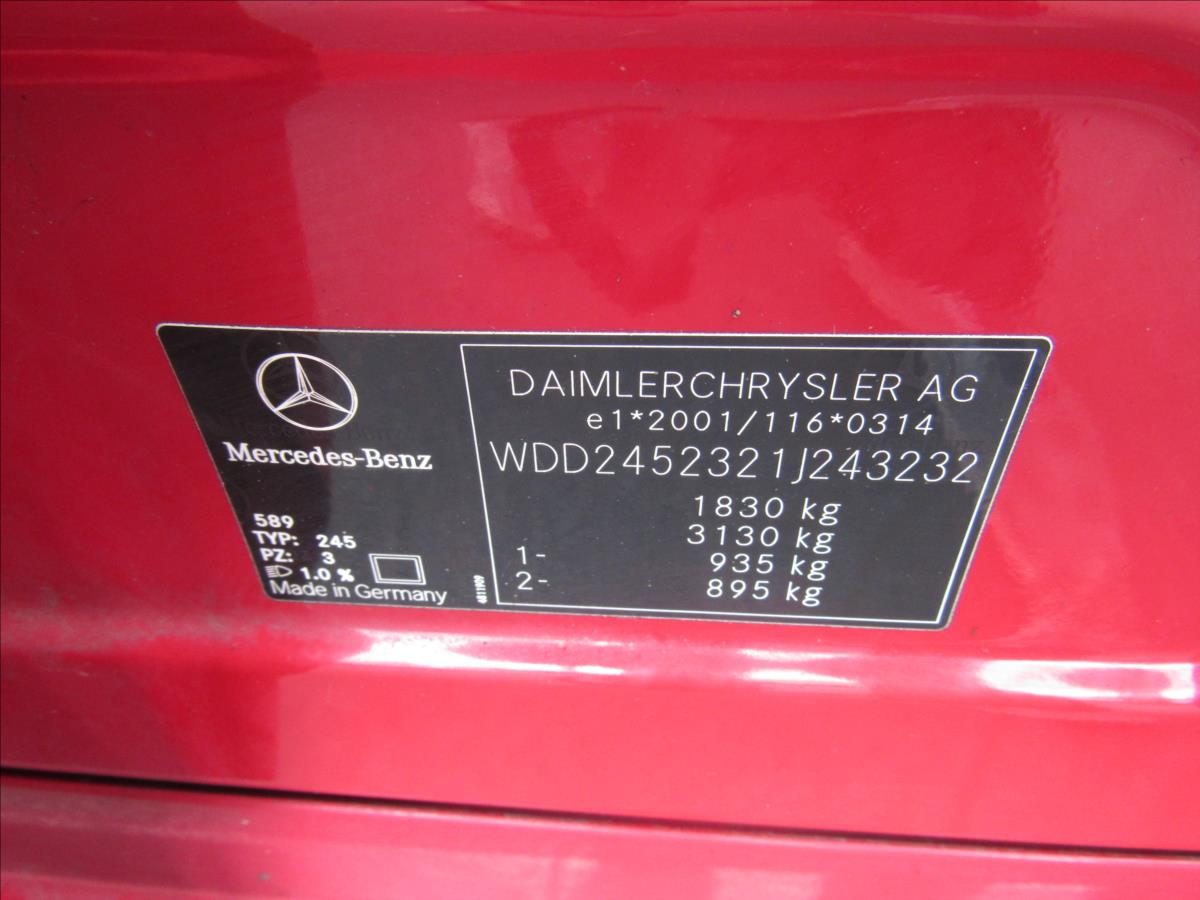 Mercedes-Benz
589
TYP: 245
PZ: 3
1.0 %
Made in Germany
4811909
DAIMLERCHRYSLER AG
e1*2001/116*0314
WDD2452321J243232
1830 kg
3130 kg
1- 935 kg
2- 895 kg